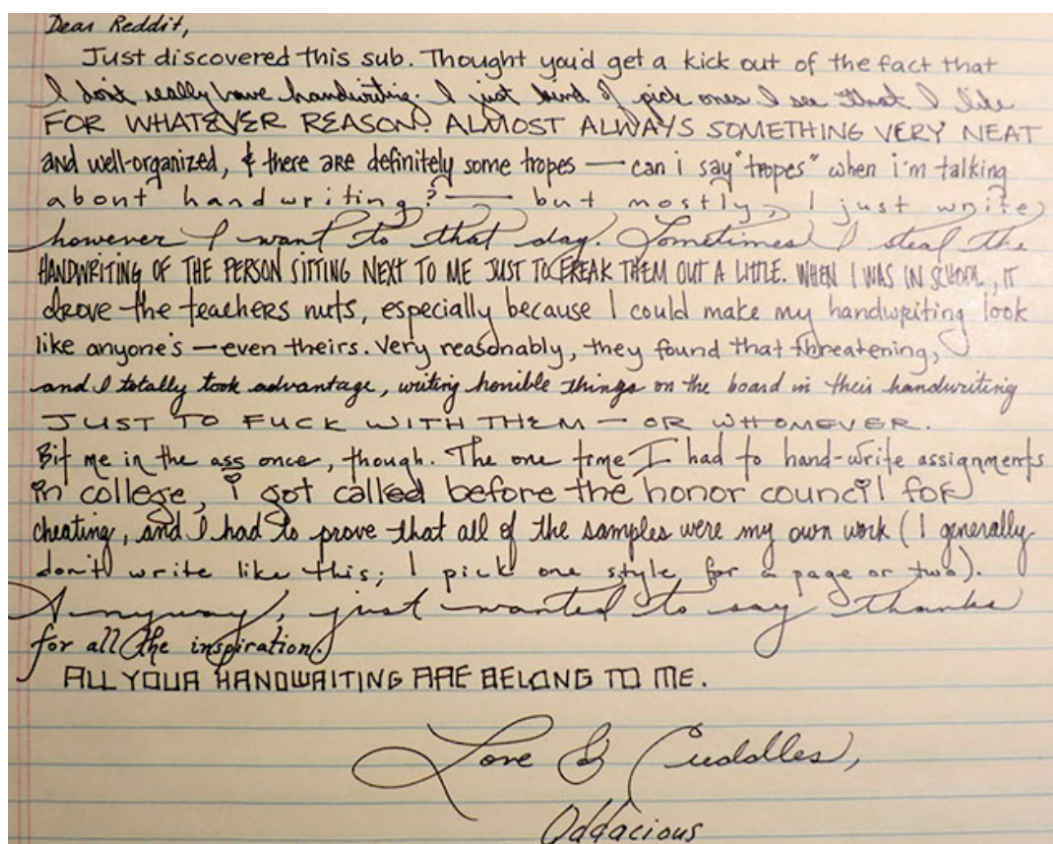 Dear Reddit,
Just discovered this sub. Thought you'd get a kick out of the fact that
I don't really have handwriting. I just kind of pick ones I see that I like
FOR WHATEVER REASON. ALMOST ALWAYS SOMETHING VERY NEAT
and well-organized, & there are definitely some tropes — can i say "tropes" when i'm talking
about handwriting? — but mostly, I just write
however I want to that day. Sometimes I steal the
HANDWRITING OF THE PERSON SITTING NEXT TO ME JUST TO FREAK THEM OUT A LITTLE. WHEN I WAS IN SCHOOL, IT
drove the teachers nuts, especially because I could make my handwriting look
like anyone's — even theirs. Very reasonably, they found that threatening,
and I totally took advantage, writing horrible things on the board in their handwriting
JUST TO FUCK WITH THEM — OR WHOMEVER.
Bit me in the ass once, though. The one time I had to hand-write assignments
in college, i got called before the honor council for
cheating, and I had to prove that all of the samples were my own work (I generally
don't write like this; I pick one style for a page or two).
Anyway, just wanted to say thanks
for all the inspiration.
ALL YOUR HANDWRITING ARE BELONG TO ME.
Love & Cuddles,
Oddacious